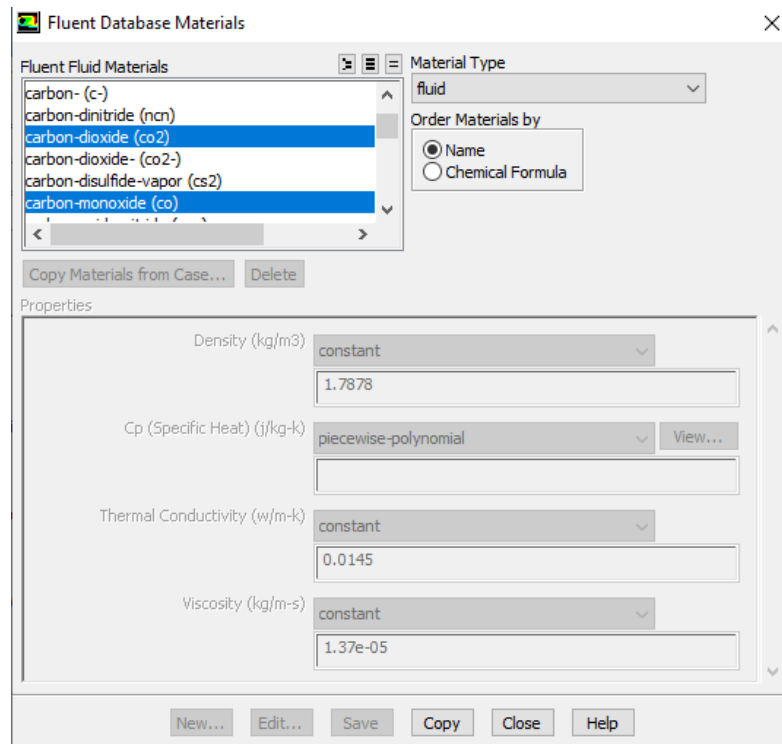 Fluent Database Materials
Fluent Fluid Materials
carbon- (c-)
carbon-dinitride (ncn)
carbon-dioxide (co2)
carbon-dioxide- (co2-)
carbon-disulfide-vapor (cs2)
carbon-monoxide (co)
Material Type
fluid
Order Materials by
Name
Chemical Formula
Copy Materials from Case... Delete
Properties
Density (kg/m3) constant
1.7878
Cp (Specific Heat) (j/kg-k) piecewise-polynomial View...
Thermal Conductivity (w/m-k) constant
0.0145
Viscosity (kg/m-s) constant
1.37e-05
New... Edit... Save Copy Close Help